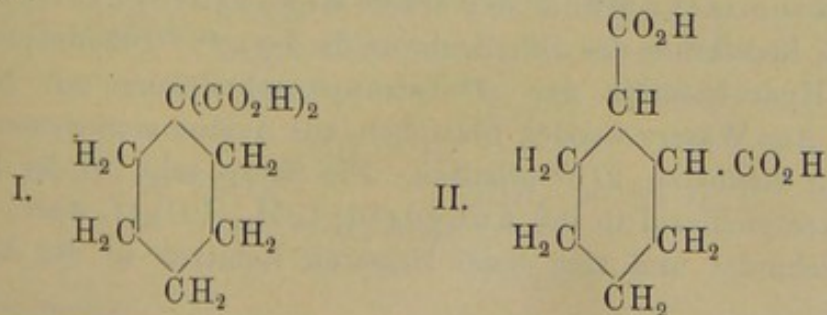 CO₂H
C(CO₂H)₂
CH
H₂C CH₂
H₂C CH.CO₂H
I.
II.
H₂C CH₂
H₂C CH₂
CH₂
CH₂